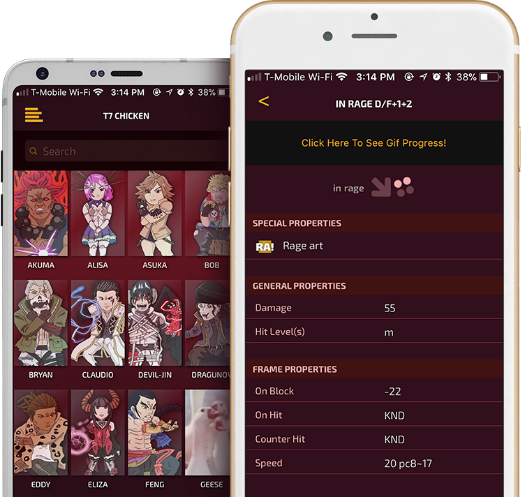 T-Mobile Wi-Fi 3:14 PM 38%
T7 CHICKEN
Search
AKUMA ALISA ASUKA BOB
BRYAN CLAUDIO DEVIL-JIN DRAGUNOV
EDDY ELIZA FENG GEESE
T-Mobile Wi-Fi 3:14 PM 38%
<
IN RAGE D/F+1+2
Click Here To See Gif Progress!
in rage
SPECIAL PROPERTIES
RA! Rage art
GENERAL PROPERTIES
Damage 55
Hit Level(s) m
FRAME PROPERTIES
On Block -22
On Hit KND
Counter Hit KND
Speed 20 pc8~17